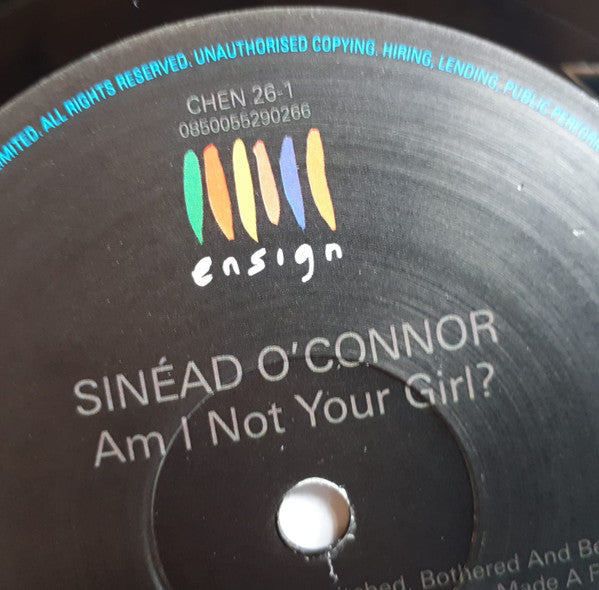 LIMITED. ALL RIGHTS RESERVED. UNAUTHORISED COPYING. HIRING, LENDING, PUBLIC
CHEN 26-1
0850055290266
ensign
SINÉAD O'CONNOR
Am I Not Your Girl?
Bothered And
Made A